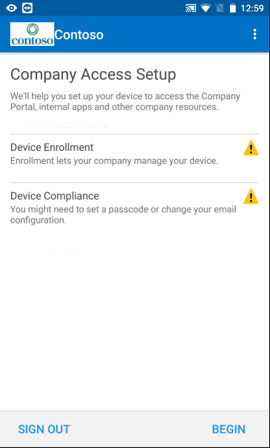 12:59
contoso Contoso
Company Access Setup
We'll help you set up your device to access the Company
Portal, internal apps and other company resources.
Device Enrollment
Enrollment lets your company manage your device.
Device Compliance
You might need to set a passcode or change your email
configuration.
SIGN OUT BEGIN